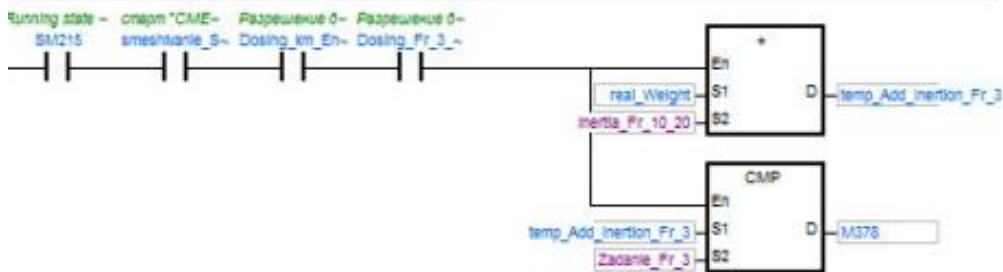 Running state ~ старт "СМЕ~ Разрешение д~ Разрешение д~
SM215 smeshivanie_S~ Dosing_km_En~ Dosing_Fr_3_~
+
En
real_Weight S1 D temp_Add_Inertion_Fr_3
Inertia_Fr_10_20 S2
CMP
En
temp_Add_Inertion_Fr_3 S1 D M378
Zadanie_Fr_3 S2